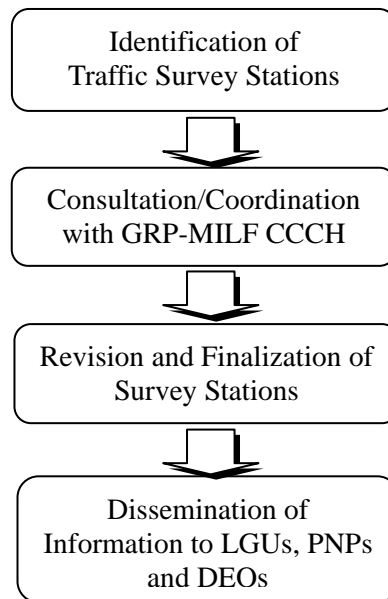 Identification of
Traffic Survey Stations
Consultation/Coordination
with GRP-MILF CCCH
Revision and Finalization of
Survey Stations
Dissemination of
Information to LGUs, PNPs
and DEOs